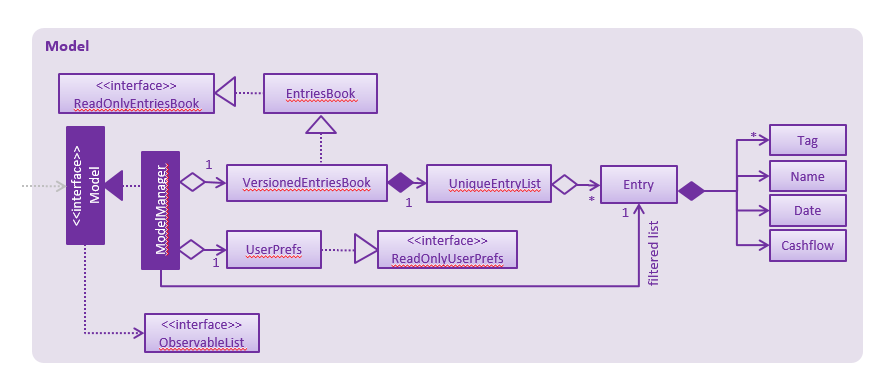 Model
<<interface>>
ReadOnlyEntriesBook
EntriesBook
<<interface>>
Model
ModelManager
1
VersionedEntriesBook
1
UniqueEntryList
*
Entry
1
*
Tag
Name
Date
Cashflow
1
UserPrefs
<<interface>>
ReadOnlyUserPrefs
filtered list
<<interface>>
ObservableList